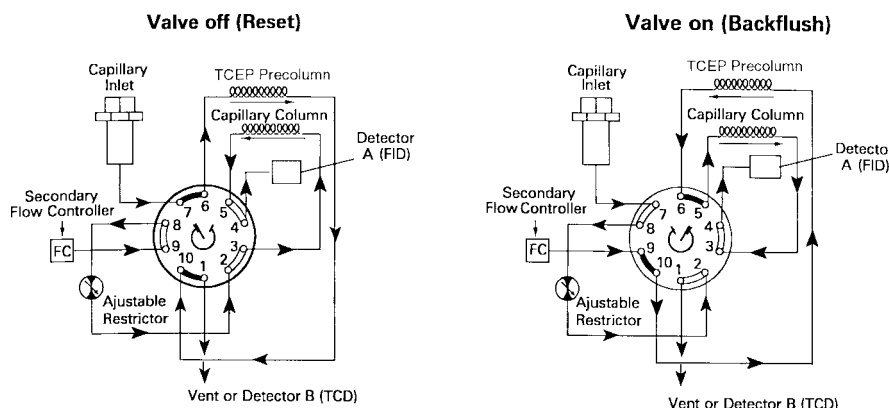 Valve off (Reset)
Capillary
Inlet
TCEP Precolumn
Capillary Column
Detector
A (FID)
Secondary
Flow Controller
FC
7
6
5
8
4
9
3
10
1
2
Ajustable
Restrictor
Vent or Detector B (TCD)
Valve on (Backflush)
Capillary
Inlet
TCEP Precolumn
Capillary Column
Detecto
A (FID)
Secondary
Flow Controller
FC
7
6
5
8
4
9
3
10
1
2
Ajustable
Restrictor
Vent or Detector B (TCD)